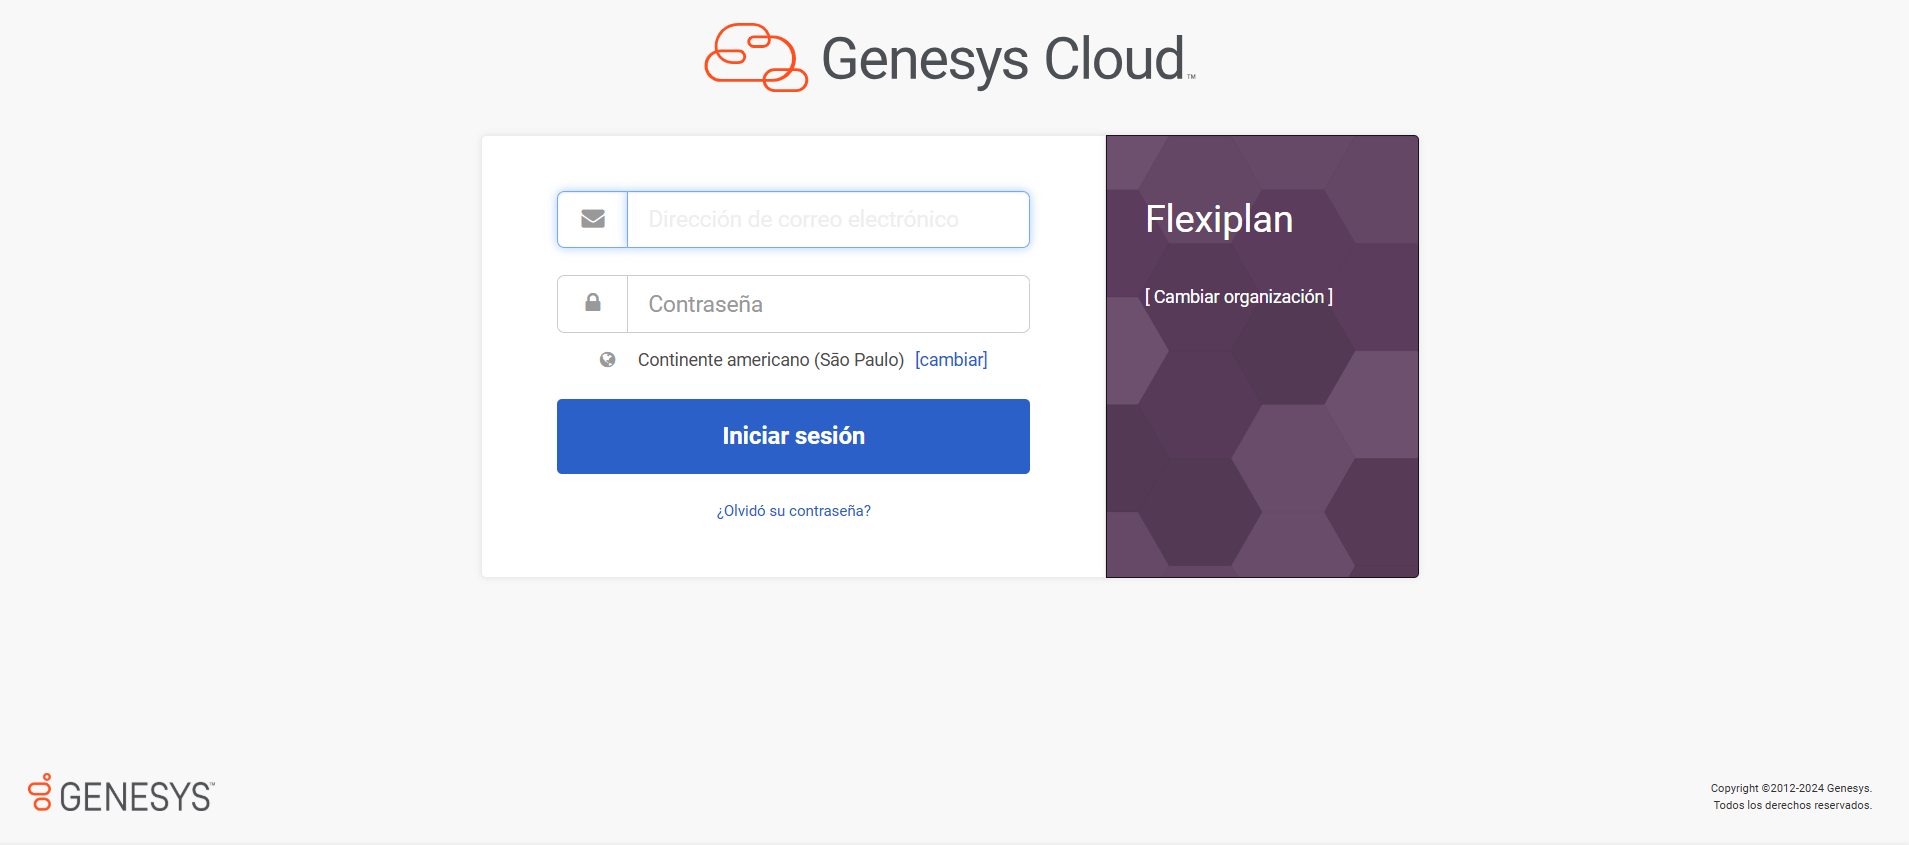 Genesys Cloud™
Dirección de correo electrónico
Contraseña
Continente americano (São Paulo) [cambiar]
Iniciar sesión
¿Olvidó su contraseña?
Flexiplan
[ Cambiar organización ]
GENESYS™
Copyright ©2012-2024 Genesys.
Todos los derechos reservados.